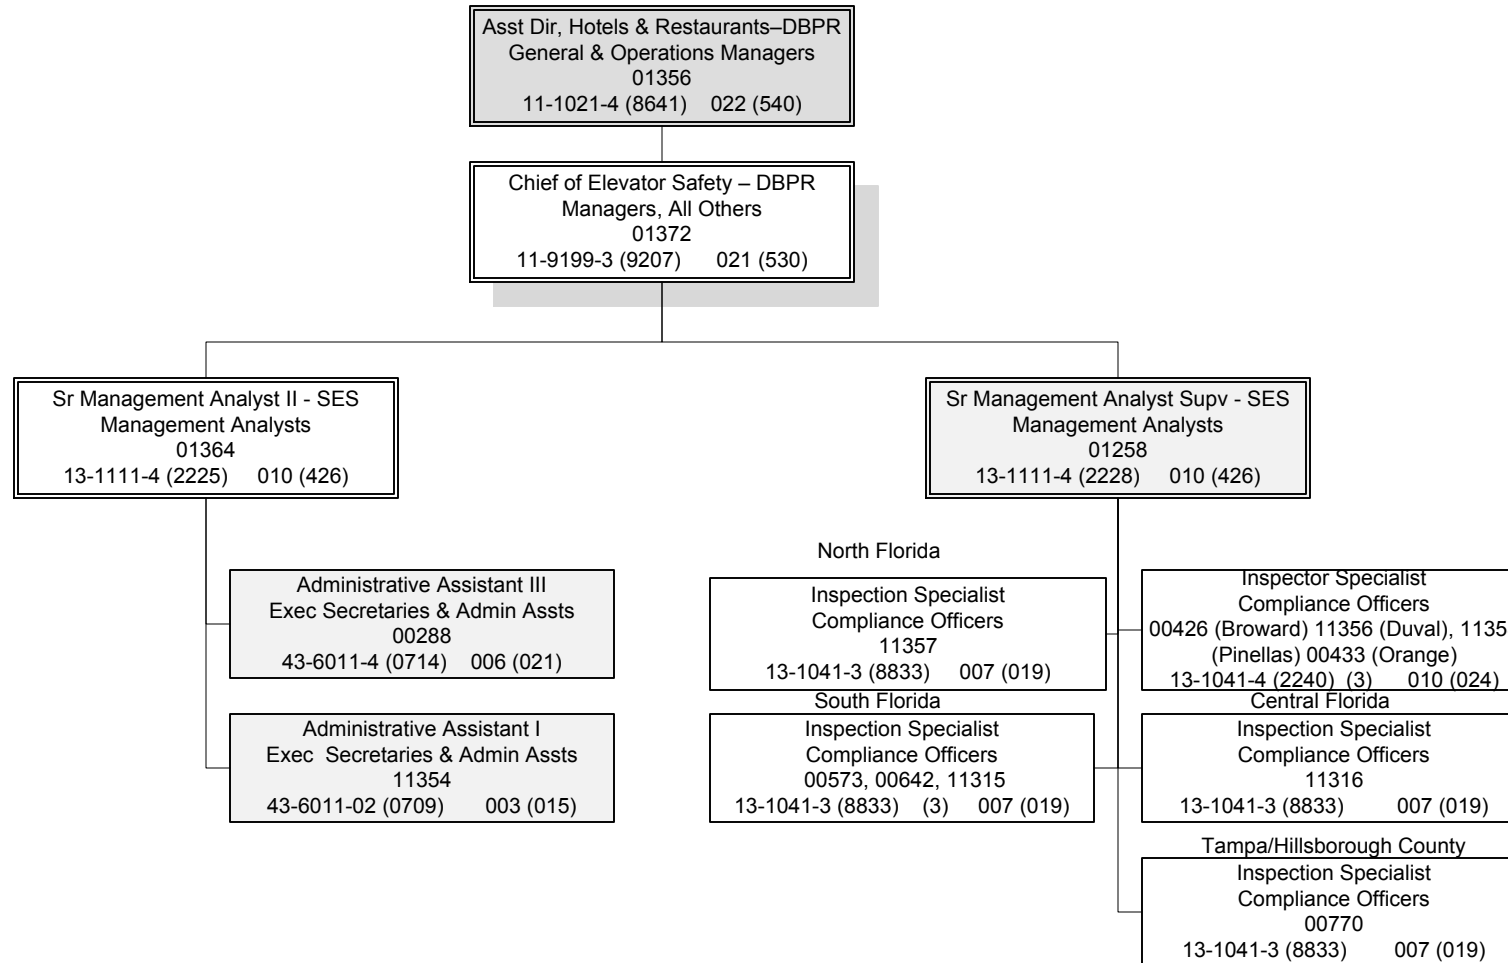 Asst Dir, Hotels & Restaurants–DBPR
General & Operations Managers
01356
11-1021-4 (8641) 022 (540)
Chief of Elevator Safety – DBPR
Managers, All Others
01372
11-9199-3 (9207) 021 (530)
Sr Management Analyst II - SES
Management Analysts
01364
13-1111-4 (2225) 010 (426)
Sr Management Analyst Supv - SES
Management Analysts
01258
13-1111-4 (2228) 010 (426)
Administrative Assistant III
Exec Secretaries & Admin Assts
00288
43-6011-4 (0714) 006 (021)
Administrative Assistant I
Exec Secretaries & Admin Assts
11354
43-6011-02 (0709) 003 (015)
North Florida
Inspection Specialist
Compliance Officers
11357
13-1041-3 (8833) 007 (019)
Inspector Specialist
Compliance Officers
00426 (Broward) 11356 (Duval), 1135
(Pinellas) 00433 (Orange)
13-1041-4 (2240) (3) 010 (024)
South Florida
Inspection Specialist
Compliance Officers
00573, 00642, 11315
13-1041-3 (8833) (3) 007 (019)
Central Florida
Inspection Specialist
Compliance Officers
11316
13-1041-3 (8833) 007 (019)
Tampa/Hillsborough County
Inspection Specialist
Compliance Officers
00770
13-1041-3 (8833) 007 (019)